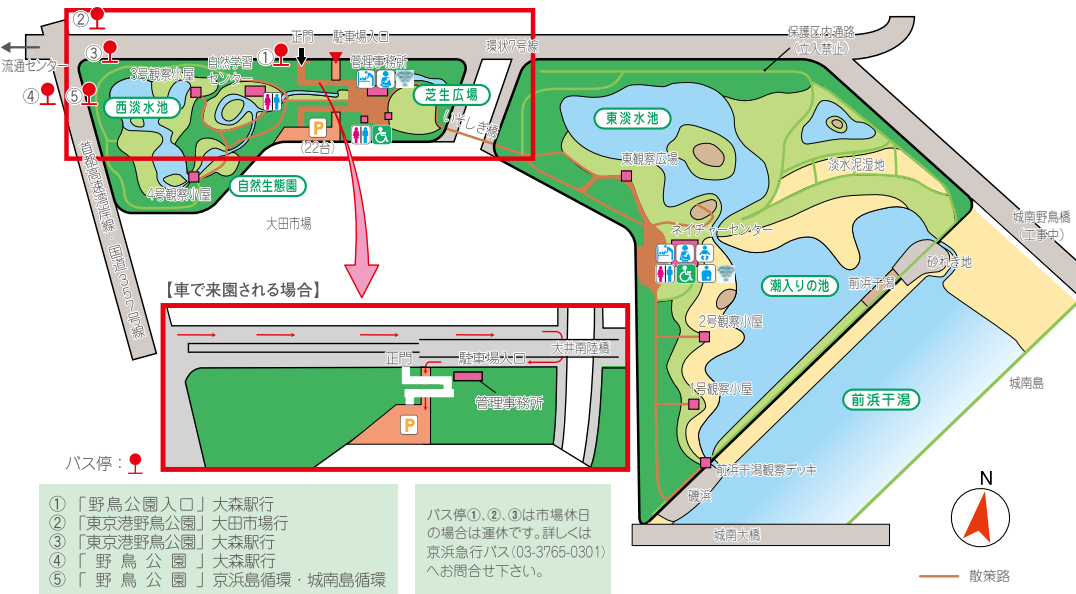 ②
③
①
正門
駐車場入口
環状7号線
保護区内通路
(立入禁止)
流通センター
④
⑤
3号観察小屋
自然学習
センター
管理事務所
西淡水池
芝生広場
いそしぎ橋
P
(22台)
4号観察小屋
自然生態園
大田市場
首都高速湾岸線・国道357号線
東淡水池
東観察広場
淡水泥湿地
ネイチャーセンター
城南野鳥橋
(工事中)
砂れき地
前浜干潟
潮入りの池
2号観察小屋
1号観察小屋
城南島
前浜干潟
前浜干潟観察デッキ
磯浜
城南大橋
【車で来園される場合】
大井南陸橋
正門
駐車場入口
管理事務所
P
バス停：
① 「野鳥公園入口」大森駅行
② 「東京港野鳥公園」大田市場行
③ 「東京港野鳥公園」大森駅行
④ 「野鳥公園」大森駅行
⑤ 「野鳥公園」京浜島循環・城南島循環
バス停①、②、③は市場休日
の場合は運休です。詳しくは
京浜急行バス(03-3765-0301)
へお問合せ下さい。
N
散策路